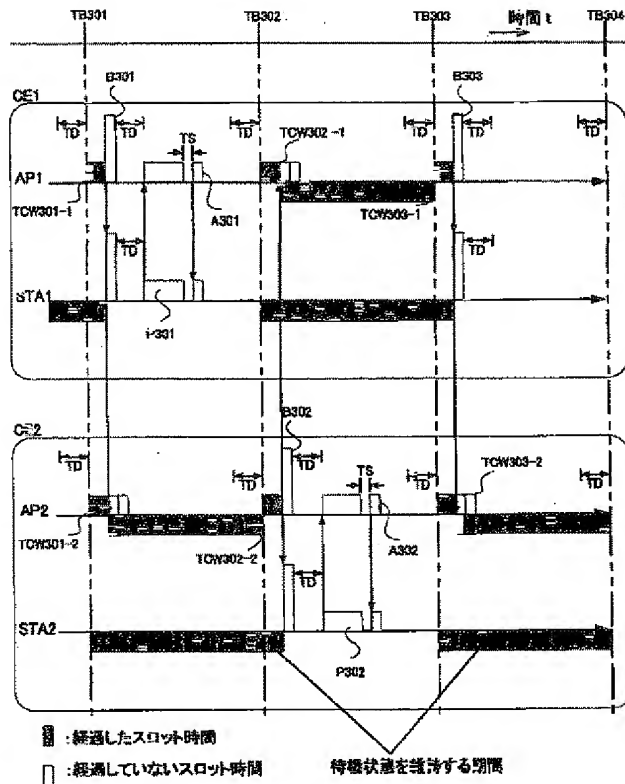 TB301 TB302 TB303 時間 t TB304
CE1
B301 B303
TD TD TD TD TD TD
TS TCW302-1
AP1
TCW301-1 A301 TCW303-1
TD TD
STA1
P301
CE2
B302
TD TD TD TD TD
TS TCW303-2
AP2
TCW301-2 TCW302-2 A302
TD
STA2
P302
:経過したスロット時間
:経過していないスロット時間
待機状態を維持する期間